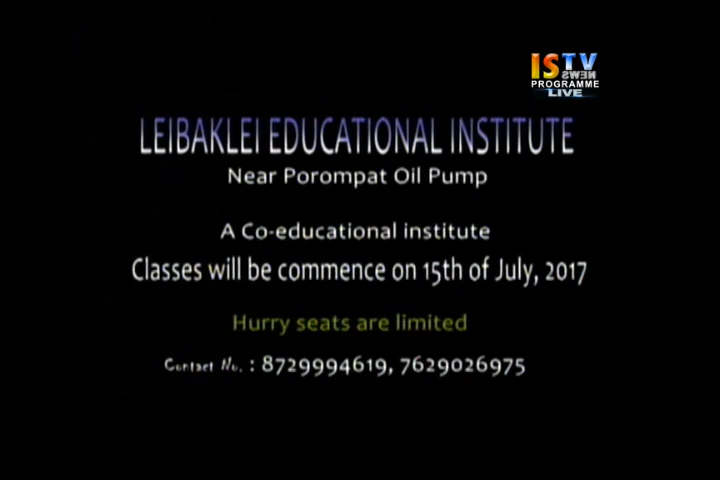 ISTV
NEWS
PROGRAMME
LIVE
LEIBAKLEI EDUCATIONAL INSTITUTE
Near Porompat Oil Pump
A Co-educational institute
Classes will be commence on 15th of July, 2017
Hurry seats are limited
Contact No. : 8729994619, 7629026975